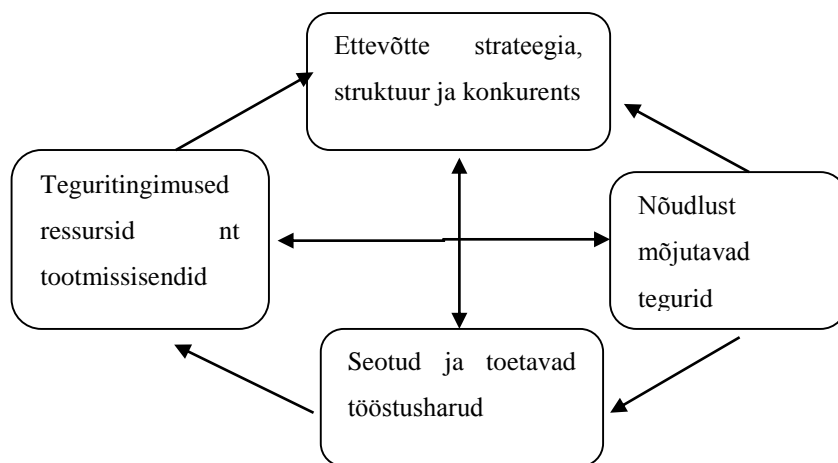 Ettevõtte strateegia,
struktuur ja konkurents
Teguritingimused
ressursid nt
tootmissisendid
Nõudlust
mõjutavad
tegurid
Seotud ja toetavad
tööstusharud